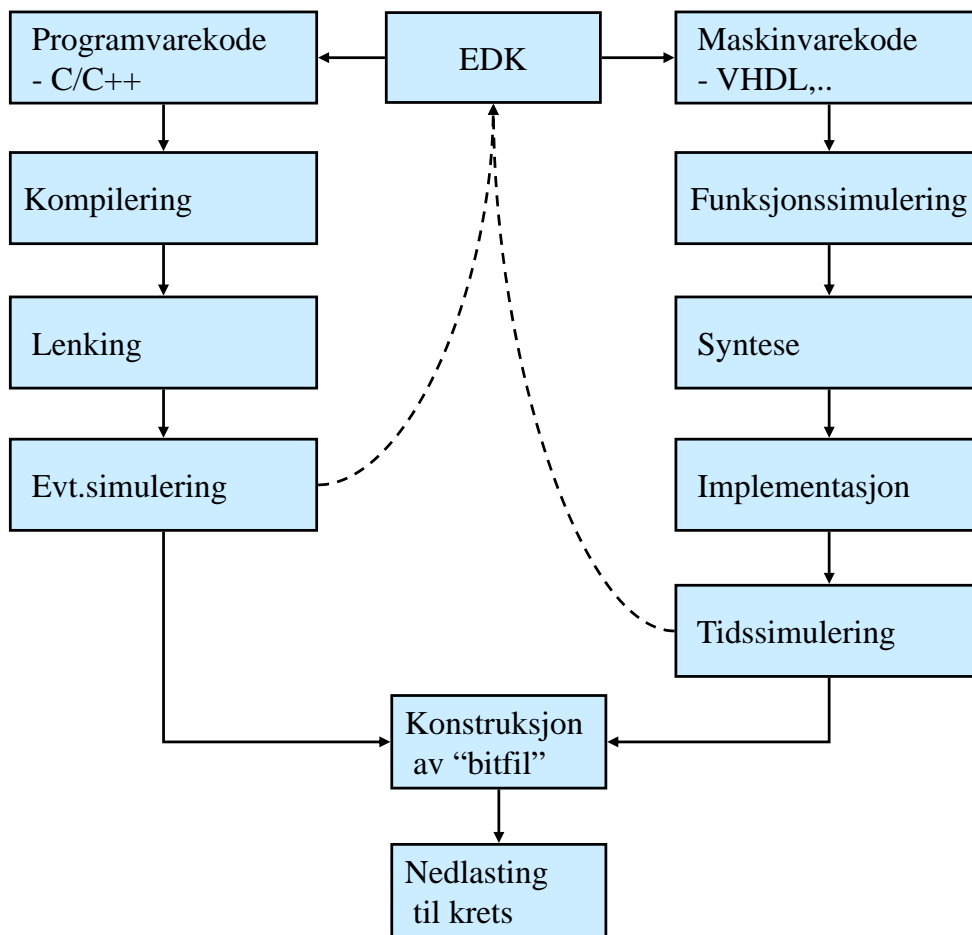 Programvarekode
- C/C++
EDK
Maskinvarekode
- VHDL,..
Kompilering
Funksjonssimulering
Lenking
Syntese
Evt.simulering
Implementasjon
Tidssimulering
Konstruksjon
av “bitfil”
Nedlasting
til krets